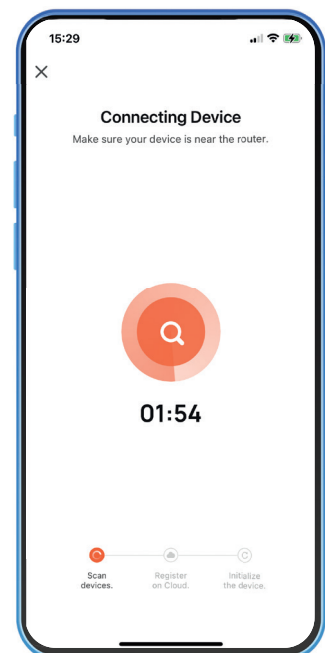 15:29
Connecting Device
Make sure your device is near the router.
01:54
Scan
devices.
Register
on Cloud.
Initialize
the device.